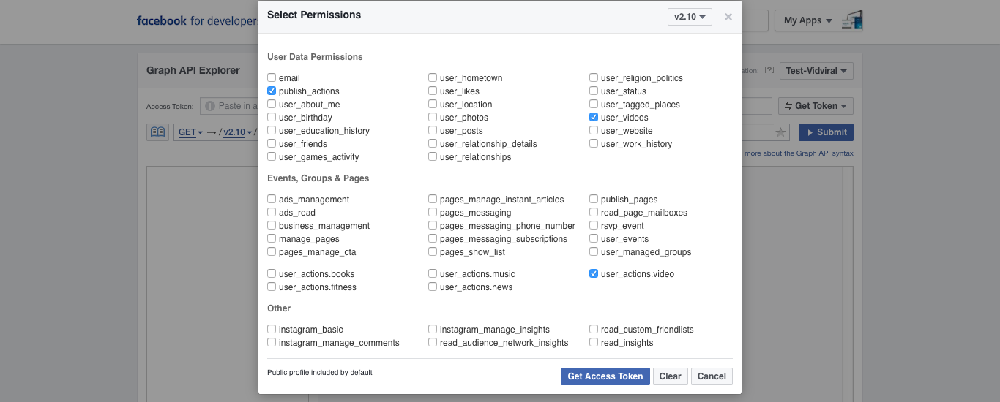 Select Permissions
v2.10
×
facebook for developers
My Apps
User Data Permissions
email
user_hometown
user_religion_politics
publish_actions
user_likes
user_status
user_about_me
user_location
user_tagged_places
user_birthday
user_photos
user_videos
user_education_history
user_posts
user_website
user_friends
user_relationship_details
user_work_history
user_games_activity
user_relationships
Events, Groups & Pages
ads_management
pages_manage_instant_articles
publish_pages
ads_read
pages_messaging
read_page_mailboxes
business_management
pages_messaging_phone_number
rsvp_event
manage_pages
pages_messaging_subscriptions
user_events
pages_manage_cta
pages_show_list
user_managed_groups
user_actions.books
user_actions.music
user_actions.video
user_actions.fitness
user_actions.news
Other
instagram_basic
instagram_manage_insights
read_custom_friendlists
instagram_manage_comments
read_audience_network_insights
read_insights
Public profile included by default
Get Access Token
Clear
Cancel
Graph API Explorer
ation: [?]
Test-Vidviral
Access Token:
Paste in a
Get Token
GET → / v2.10 /
Submit
more about the Graph API syntax